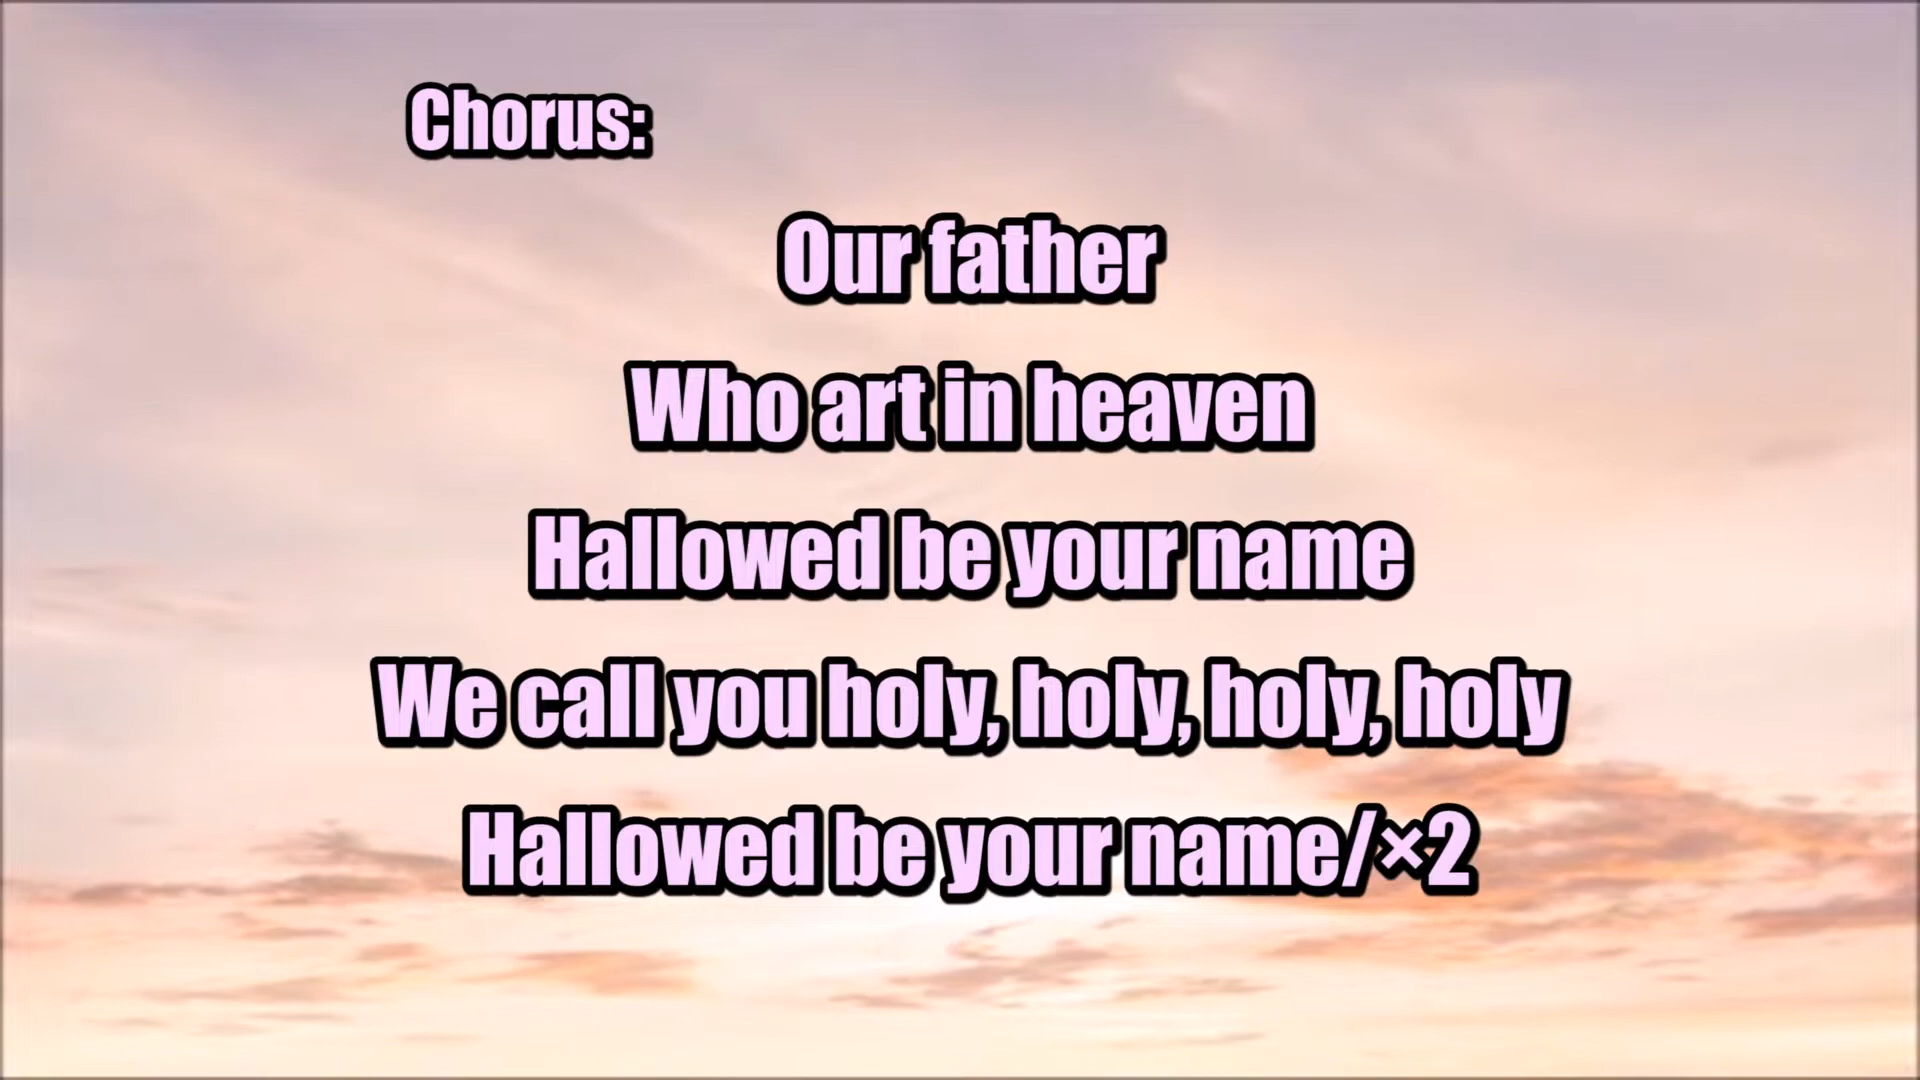 Chorus:
Our father
Who art in heaven
Hallowed be your name
We call you holy, holy, holy, holy
Hallowed be your name/×2